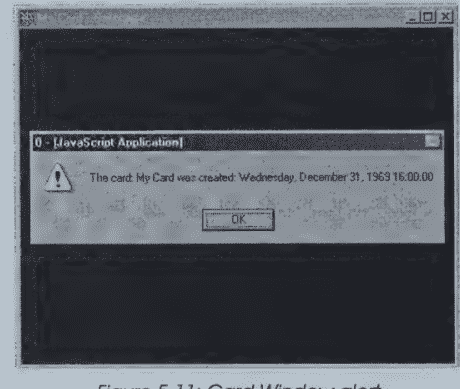 0 - [JavaScript Application]
The card: My Card was created: Wednesday, December 31, 1969 16:00:00
OK
Figure 5-11: Card Window alert